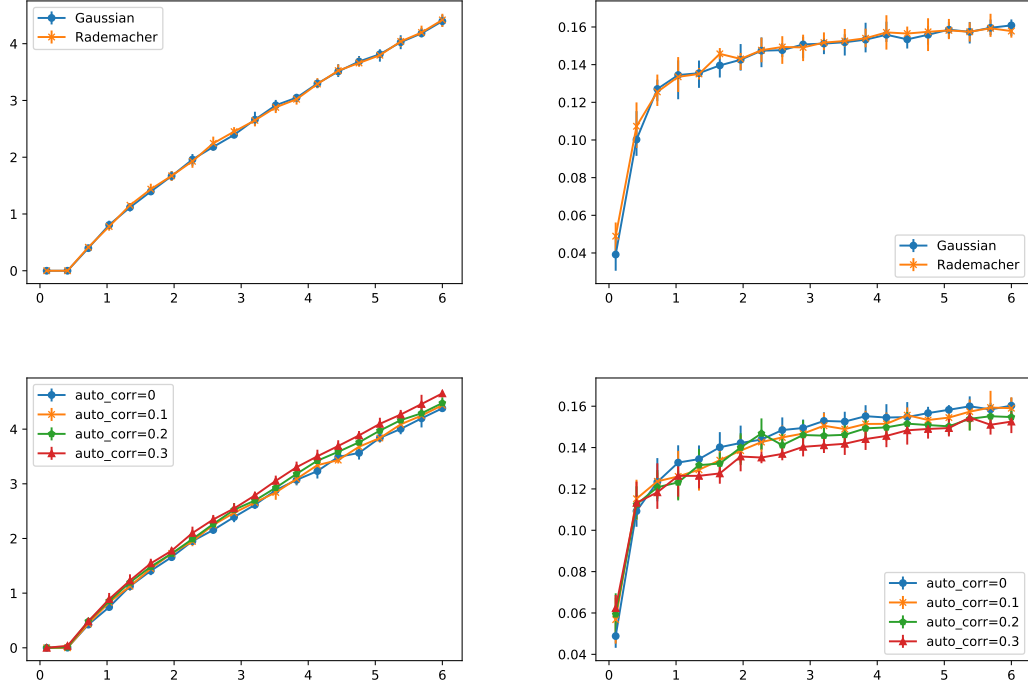 Gaussian
Rademacher
4
3
2
1
0
0 1 2 3 4 5 6
0.16
0.14
0.12
0.10
0.08
0.06
0.04
Gaussian
Rademacher
0 1 2 3 4 5 6
auto_corr=0
auto_corr=0.1
auto_corr=0.2
auto_corr=0.3
4
3
2
1
0
0 1 2 3 4 5 6
0.16
0.14
0.12
0.10
0.08
0.06
0.04
auto_corr=0
auto_corr=0.1
auto_corr=0.2
auto_corr=0.3
0 1 2 3 4 5 6